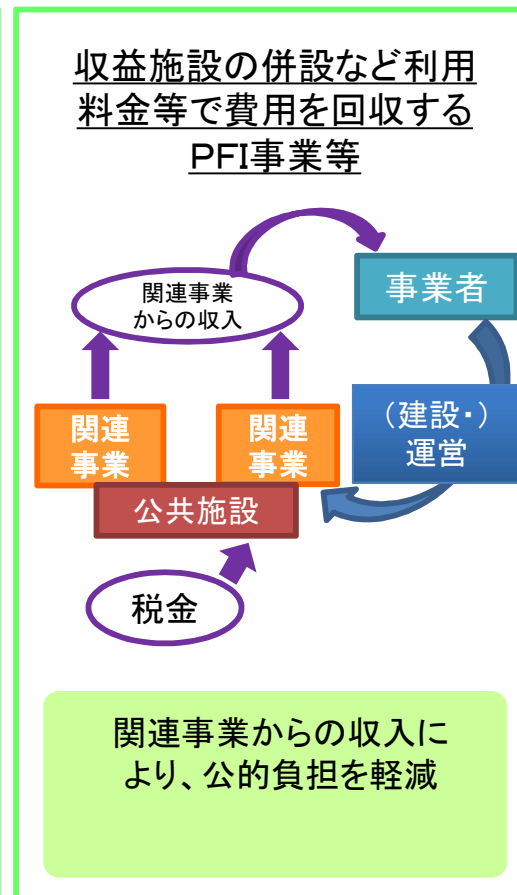 収益施設の併設など利用
料金等で費用を回収する
PFI事業等
関連事業
からの収入
事業者
関連
事業
関連
事業
(建設・)
運営
公共施設
税金
関連事業からの収入に
より、公的負担を軽減